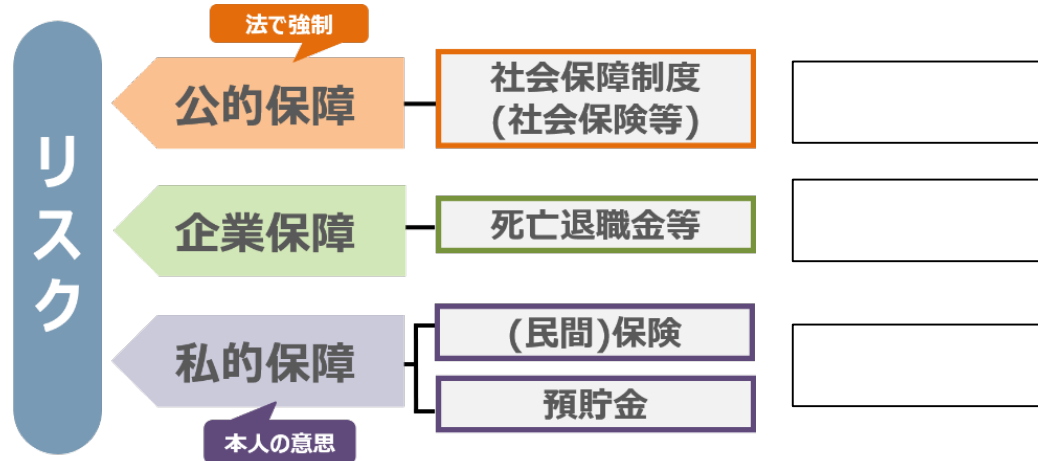 リスク
法で強制
公的保障
社会保障制度
(社会保険等)
企業保障
死亡退職金等
私的保障
(民間)保険
預貯金
本人の意思